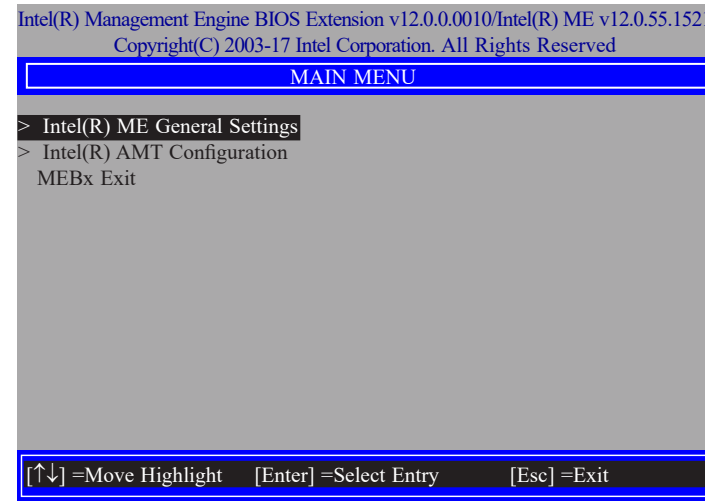 Intel(R) Management Engine BIOS Extension v12.0.0.0010/Intel(R) ME v12.0.55.152
Copyright(C) 2003-17 Intel Corporation. All Rights Reserved
MAIN MENU
> Intel(R) ME General Settings
> Intel(R) AMT Configuration
MEBx Exit
[↑↓] =Move Highlight [Enter] =Select Entry [Esc] =Exit